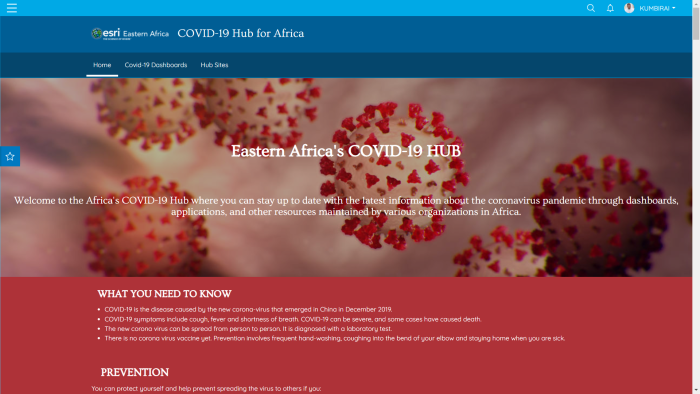 KUMBIRAI
esri Eastern Africa
COVID-19 Hub for Africa
Home
Covid-19 Dashboards
Hub Sites
Eastern Africa's COVID-19 HUB
Welcome to the Africa's COVID-19 Hub where you can stay up to date with the latest information about the coronavirus pandemic through dashboards,
applications, and other resources maintained by various organizations in Africa.
WHAT YOU NEED TO KNOW
• COVID-19 is the disease caused by the new corona-virus that emerged in China in December 2019.
• COVID-19 symptoms include cough, fever and shortness of breath. COVID-19 can be severe, and some cases have caused death.
• The new corona virus can be spread from person to person. It is diagnosed with a laboratory test.
• There is no corona virus vaccine yet. Prevention involves frequent hand-washing, coughing into the bend of your elbow and staying home when you are sick.
PREVENTION
You can protect yourself and help prevent spreading the virus to others if you: